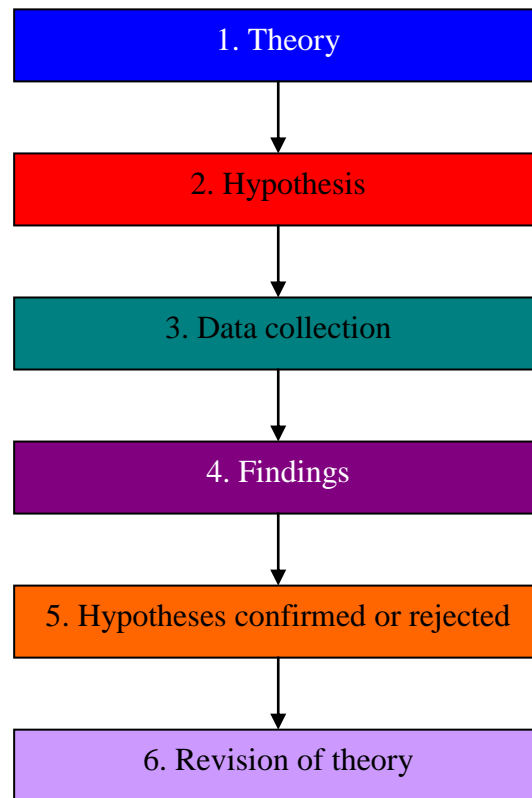 1. Theory
2. Hypothesis
3. Data collection
4. Findings
5. Hypotheses confirmed or rejected
6. Revision of theory